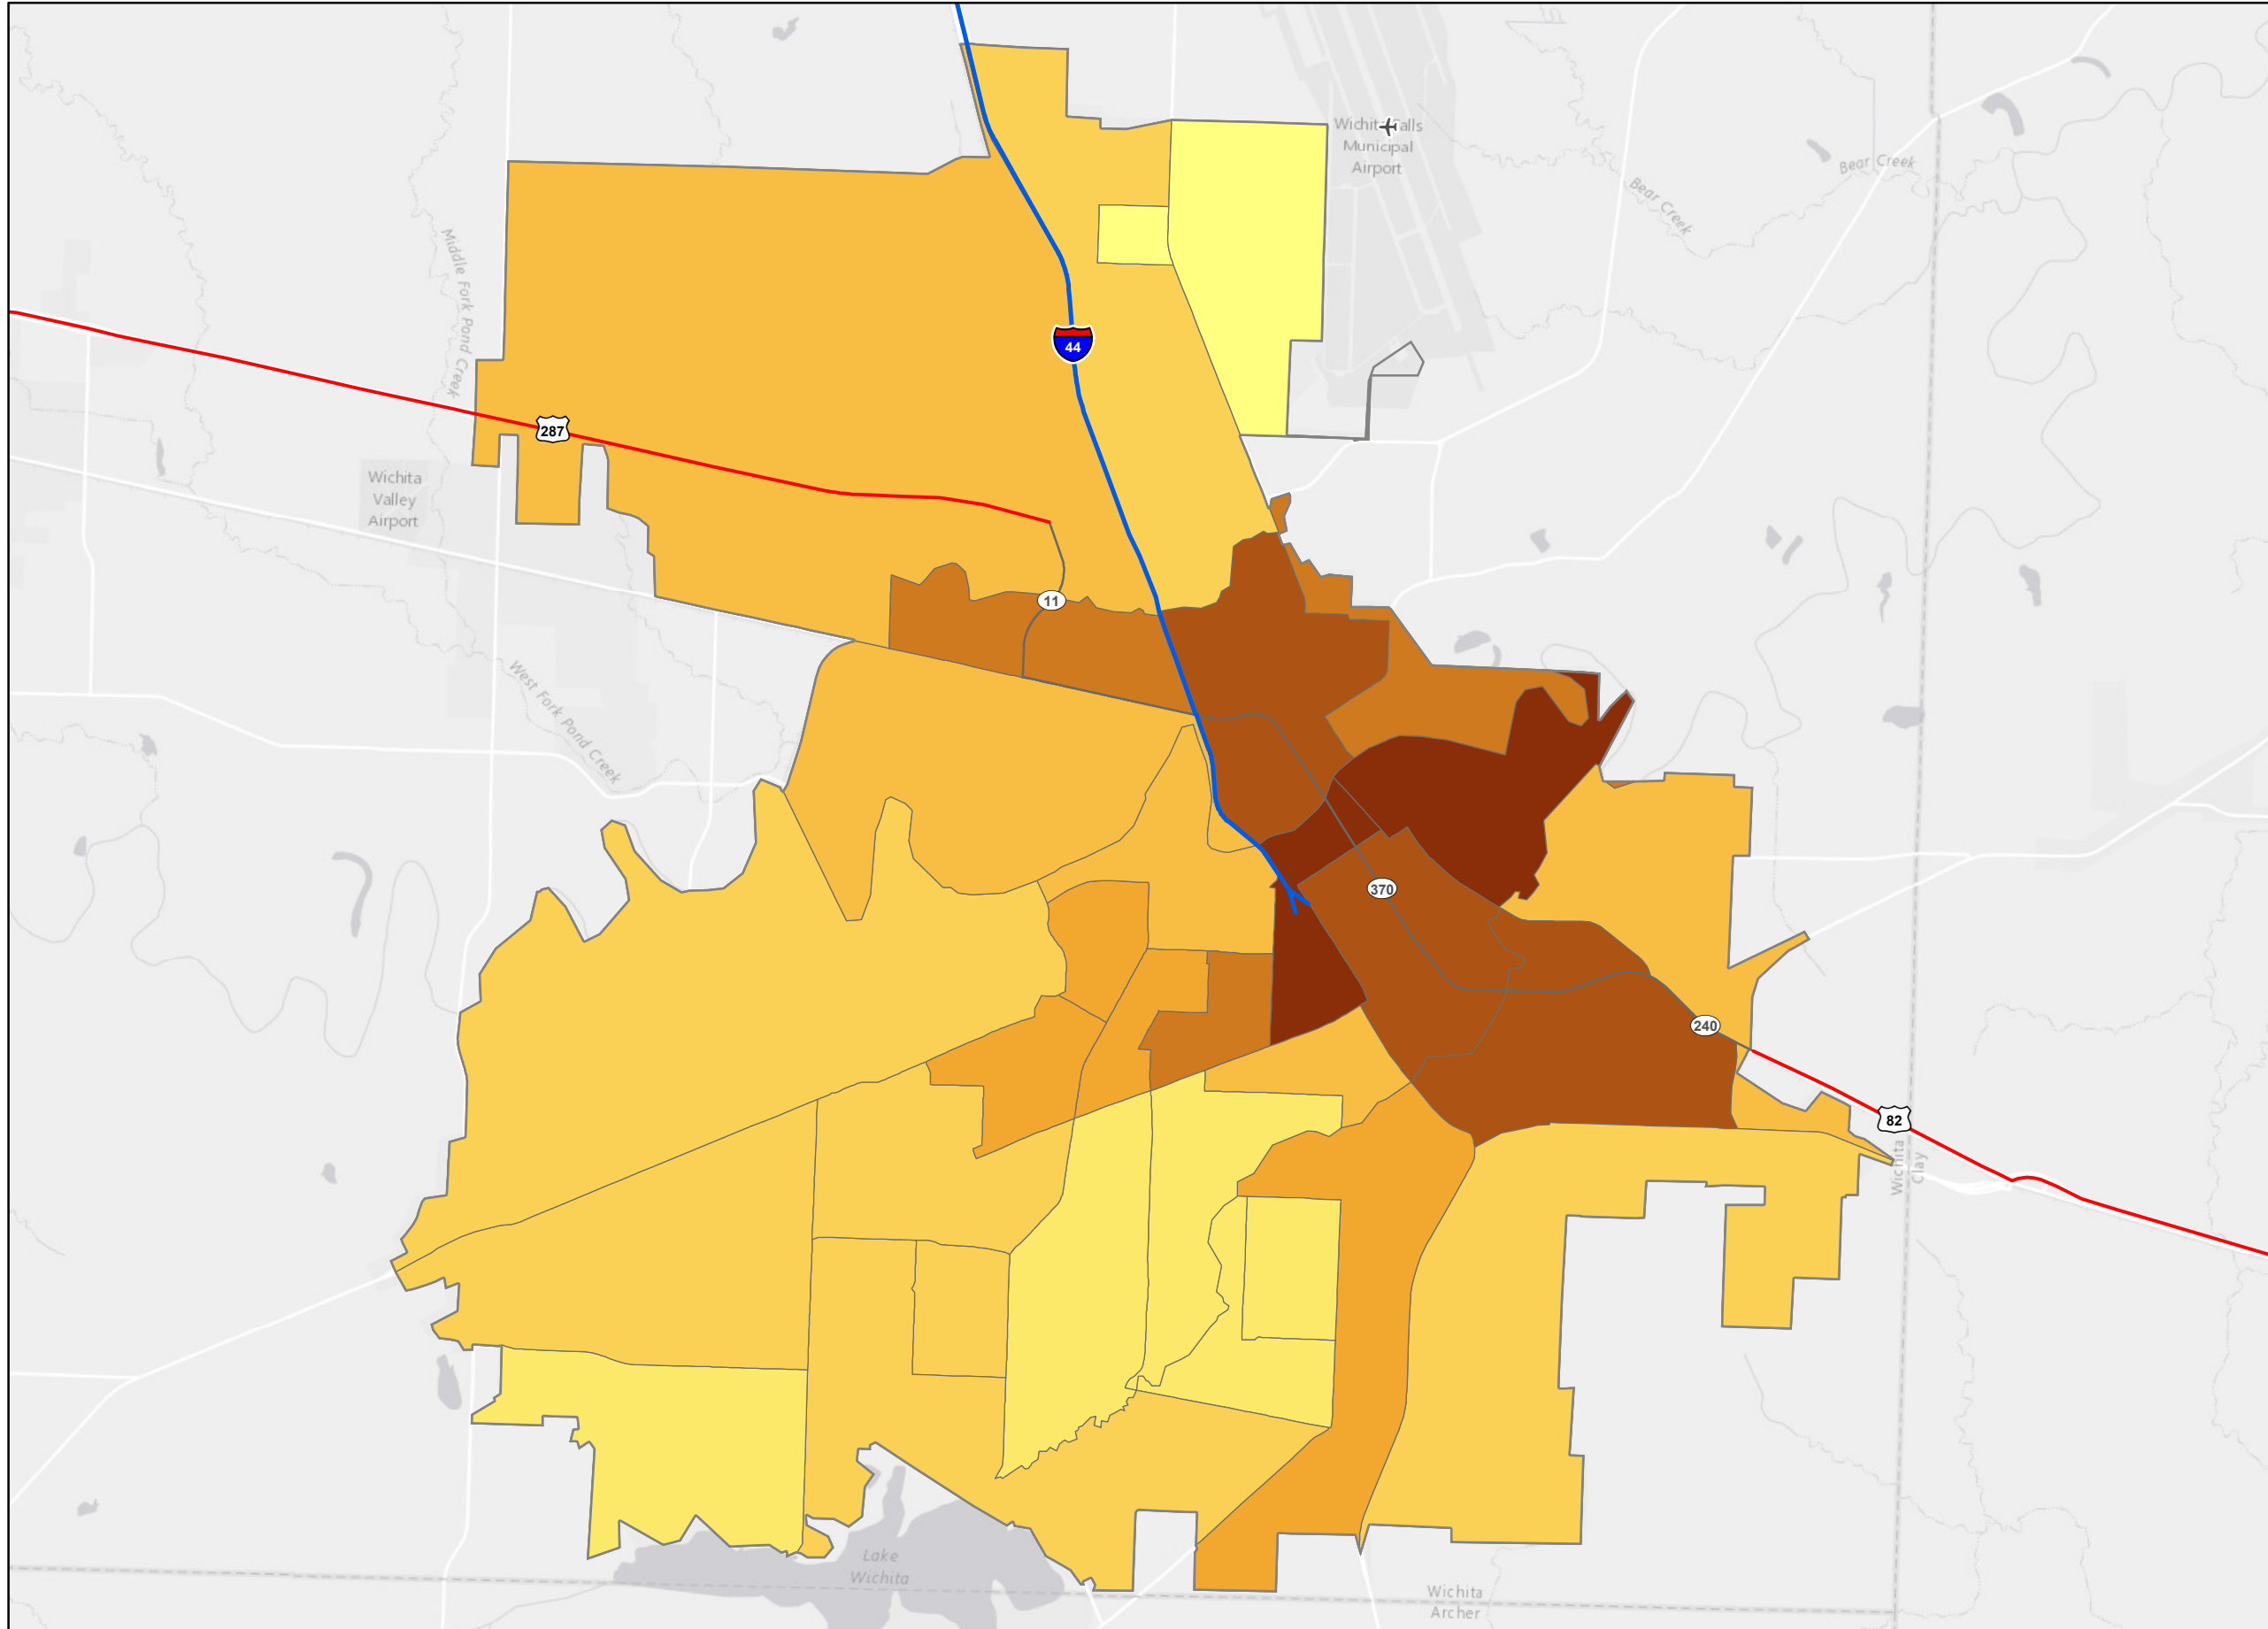 Wichita Falls
Municipal
Airport
Bear Creek
Bear Creek
Middle Fork Pond Creek
44
287
Wichita
Valley
Airport
11
West Fork Pond Creek
370
240
82
Wichita
Clay
Lake
Wichita
Wichita
Archer